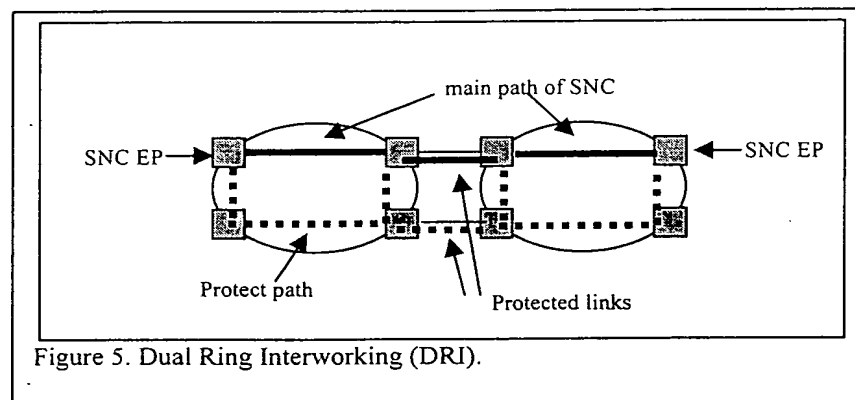 main path of SNC
SNC EP
SNC EP
Protect path
Protected links
Figure 5. Dual Ring Interworking (DRI).